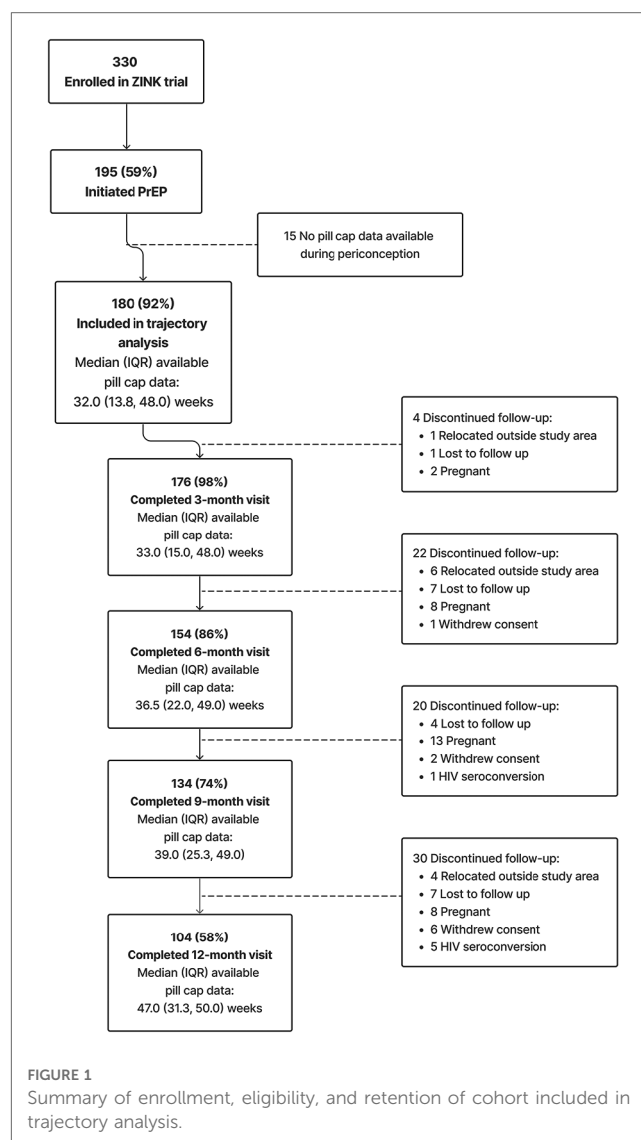 330
Enrolled in ZINK trial
195 (59%)
Initiated PrEP
15 No pill cap data available
during periconception
180 (92%)
Included in trajectory
analysis
Median (IQR) available
pill cap data:
32.0 (13.8, 48.0) weeks
4 Discontinued follow-up:
• 1 Relocated outside study area
• 1 Lost to follow up
• 2 Pregnant
176 (98%)
Completed 3-month visit
Median (IQR) available
pill cap data:
33.0 (15.0, 48.0) weeks
22 Discontinued follow-up:
• 6 Relocated outside study area
• 7 Lost to follow up
• 8 Pregnant
• 1 Withdrew consent
154 (86%)
Completed 6-month visit
Median (IQR) available
pill cap data:
36.5 (22.0, 49.0) weeks
20 Discontinued follow-up:
• 4 Lost to follow up
• 13 Pregnant
• 2 Withdrew consent
• 1 HIV seroconversion
134 (74%)
Completed 9-month visit
Median (IQR) available
pill cap data:
39.0 (25.3, 49.0)
30 Discontinued follow-up:
• 4 Relocated outside study area
• 7 Lost to follow up
• 8 Pregnant
• 6 Withdrew consent
• 5 HIV seroconversion
104 (58%)
Completed 12-month visit
Median (IQR) available
pill cap data:
47.0 (31.3, 50.0) weeks
FIGURE 1
Summary of enrollment, eligibility, and retention of cohort included in
trajectory analysis.